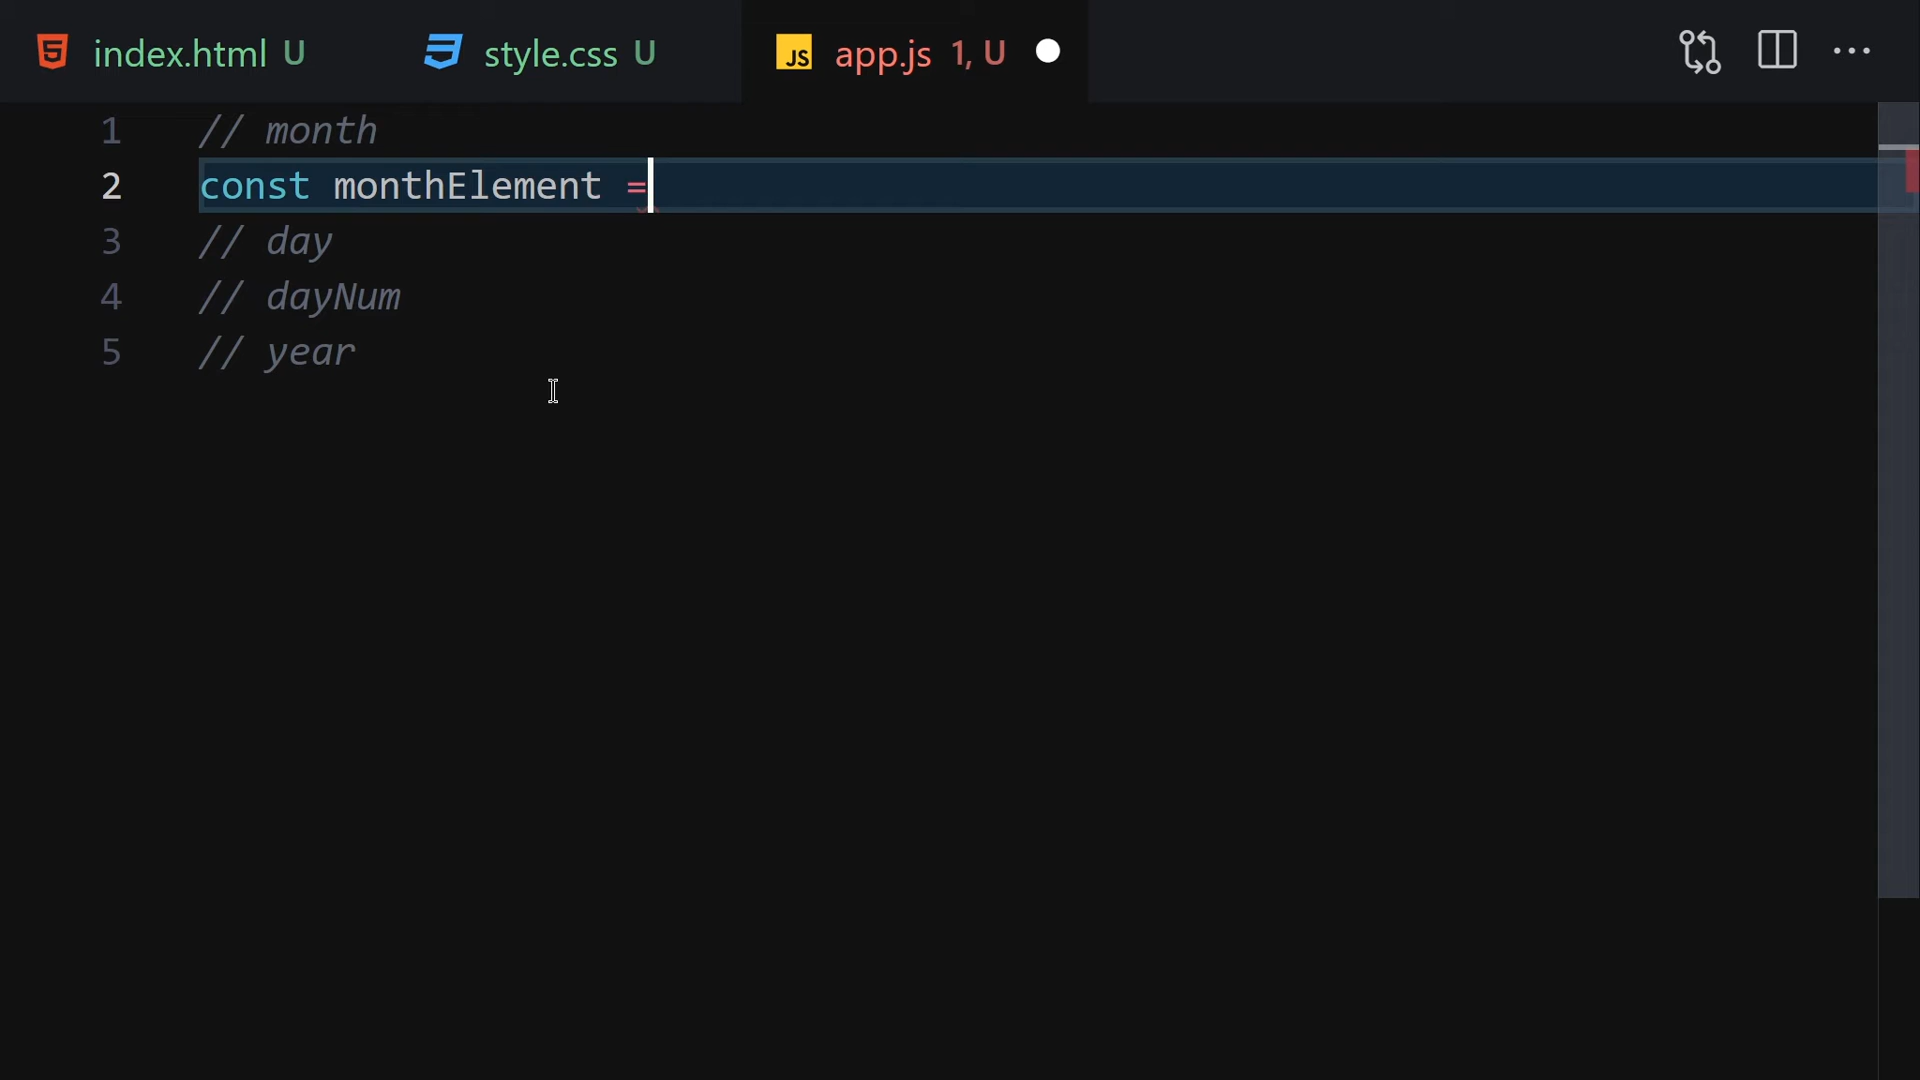 index.html U style.css U JS app.js 1, U
1 // month
2 const monthElement =
3 // day
4 // dayNum
5 // year